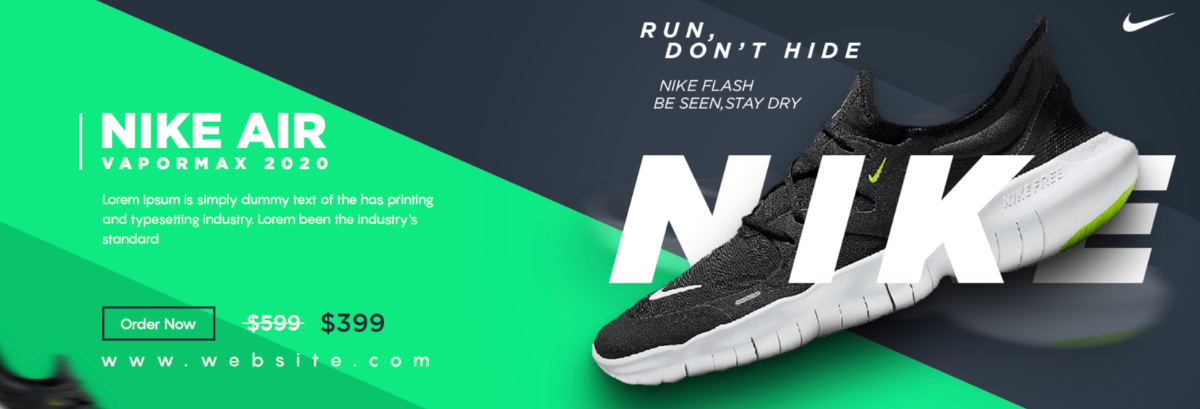 RUN,
DON'T HIDE
NIKE FLASH
BE SEEN,STAY DRY
NIKE AIR
VAPORMAX 2020
Lorem Ipsum is simply dummy text of the has printing
and typesetting industry. Lorem been the industry's
standard
Order Now $599 $399
www.website.com
NIKE
NIKE FREE